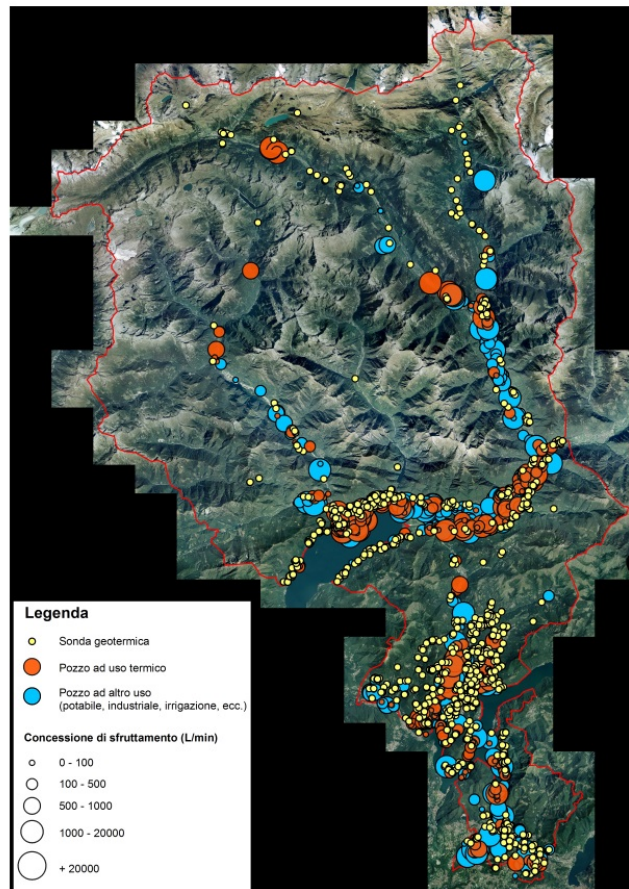 Legenda
Sonda geotermica
Pozzo ad uso termico
Pozzo ad altro uso
(potabile, industriale, irrigazione, ecc.)
Concessione di sfruttamento (L/min)
0 - 100
100 - 500
500 - 1000
1000 - 20000
+ 20000